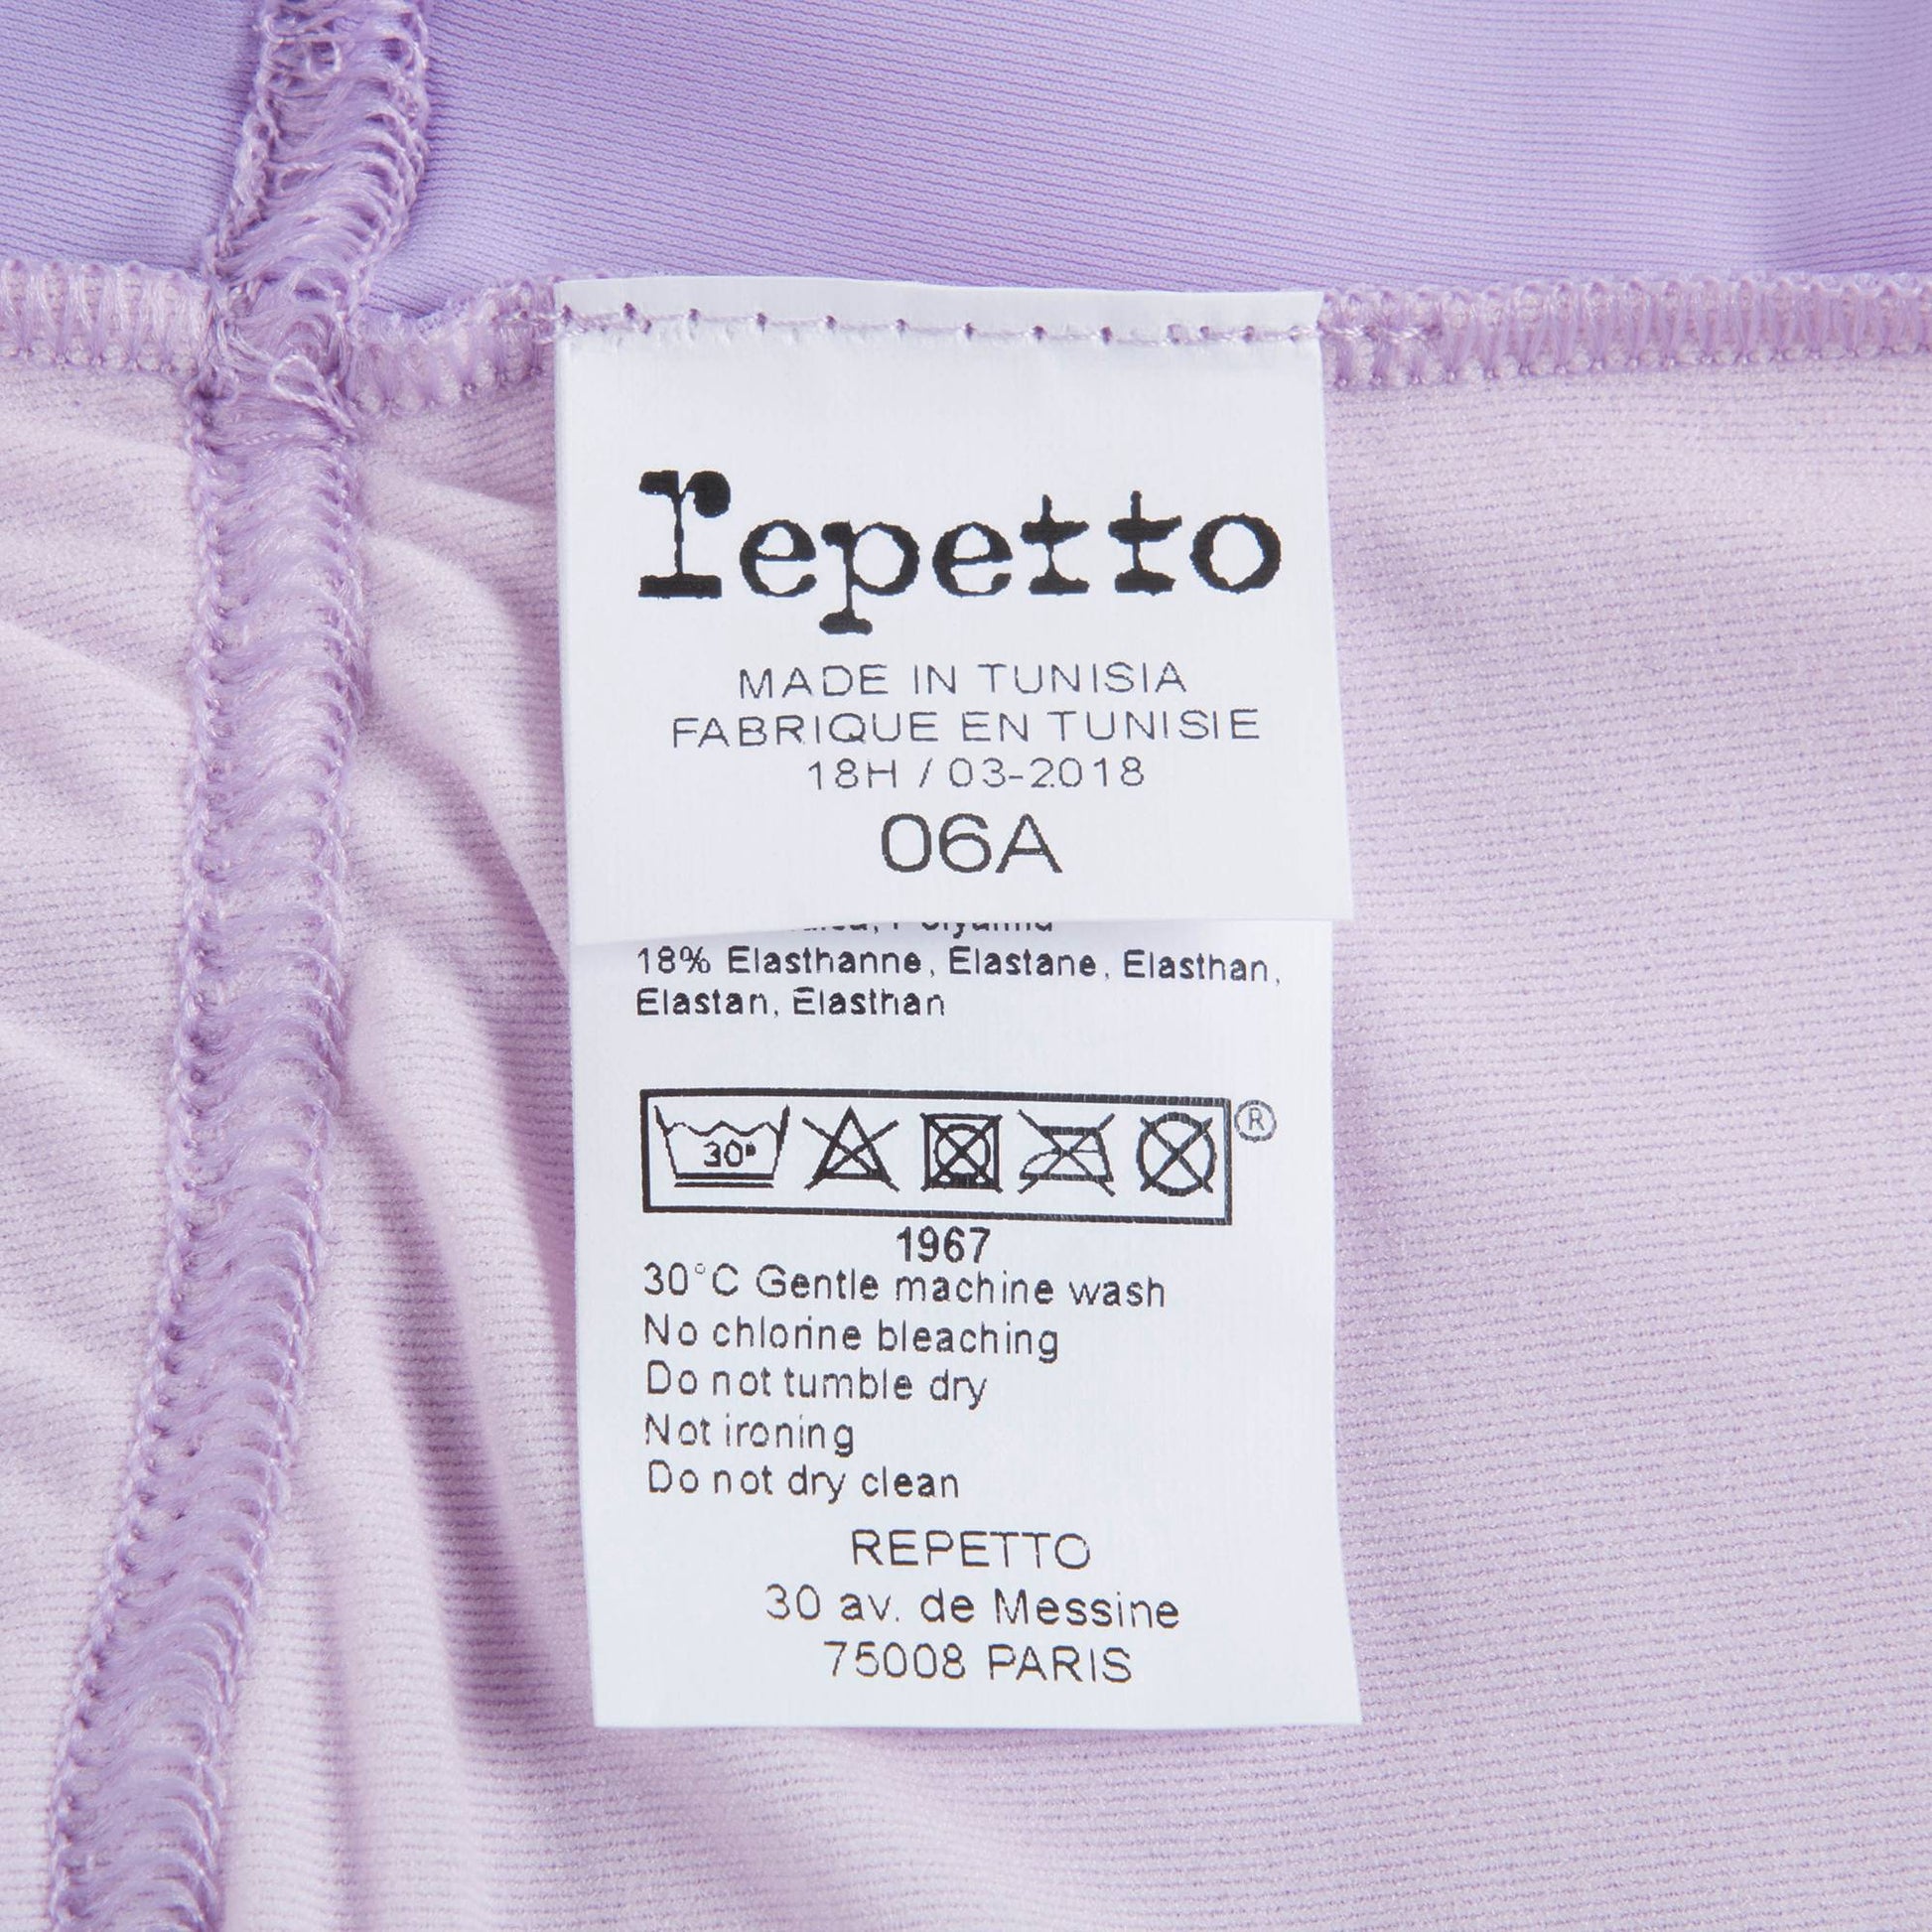 repetto
MADE IN TUNISIA
FABRIQUE EN TUNISIE
18H / 03-2018
06A
18% Elasthanne, Elastane, Elasthan,
Elastan, Elasthan
30°
®
1967
30°C Gentle machine wash
No chlorine bleaching
Do not tumble dry
Not ironing
Do not dry clean
REPETTO
30 av. de Messine
75008 PARIS